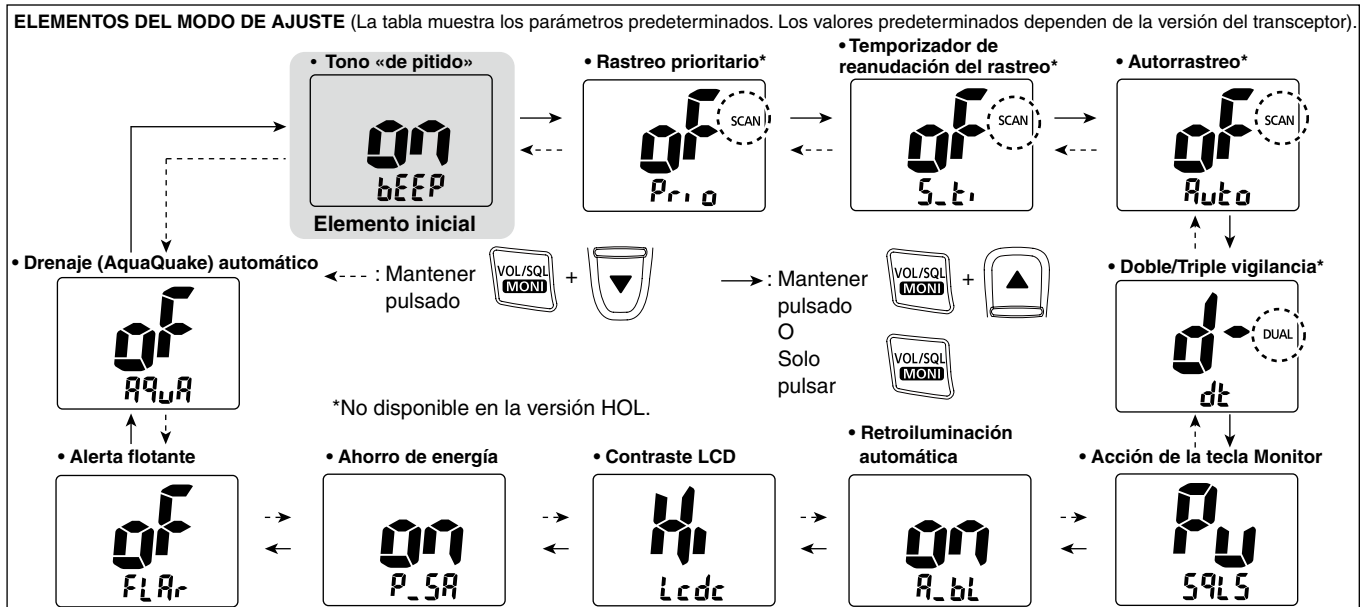 ELEMENTOS DEL MODO DE AJUSTE (La tabla muestra los parámetros predeterminados. Los valores predeterminados dependen de la versión del transceptor).
• Tono «de pitido»
on
bEEP
Elemento inicial
• Rastreo prioritario*
oF
SCAN
Prio
• Temporizador de
reanudación del rastreo*
oF
SCAN
S_ti
• Autorrastreo*
oF
SCAN
Auto
• Drenaje (AquaQuake) automático
oF
AquA
: Mantener
pulsado
VOL/SQL
MONI
+
: Mantener
pulsado
VOL/SQL
MONI
+
O
Solo
pulsar
VOL/SQL
MONI
• Doble/Triple vigilancia*
d-
DUAL
dt
*No disponible en la versión HOL.
• Alerta flotante
oF
FLAr
• Ahorro de energía
on
P_SA
• Contraste LCD
Hi
Lcdc
• Retroiluminación
automática
on
A_bL
• Acción de la tecla Monitor
Pu
SqLS